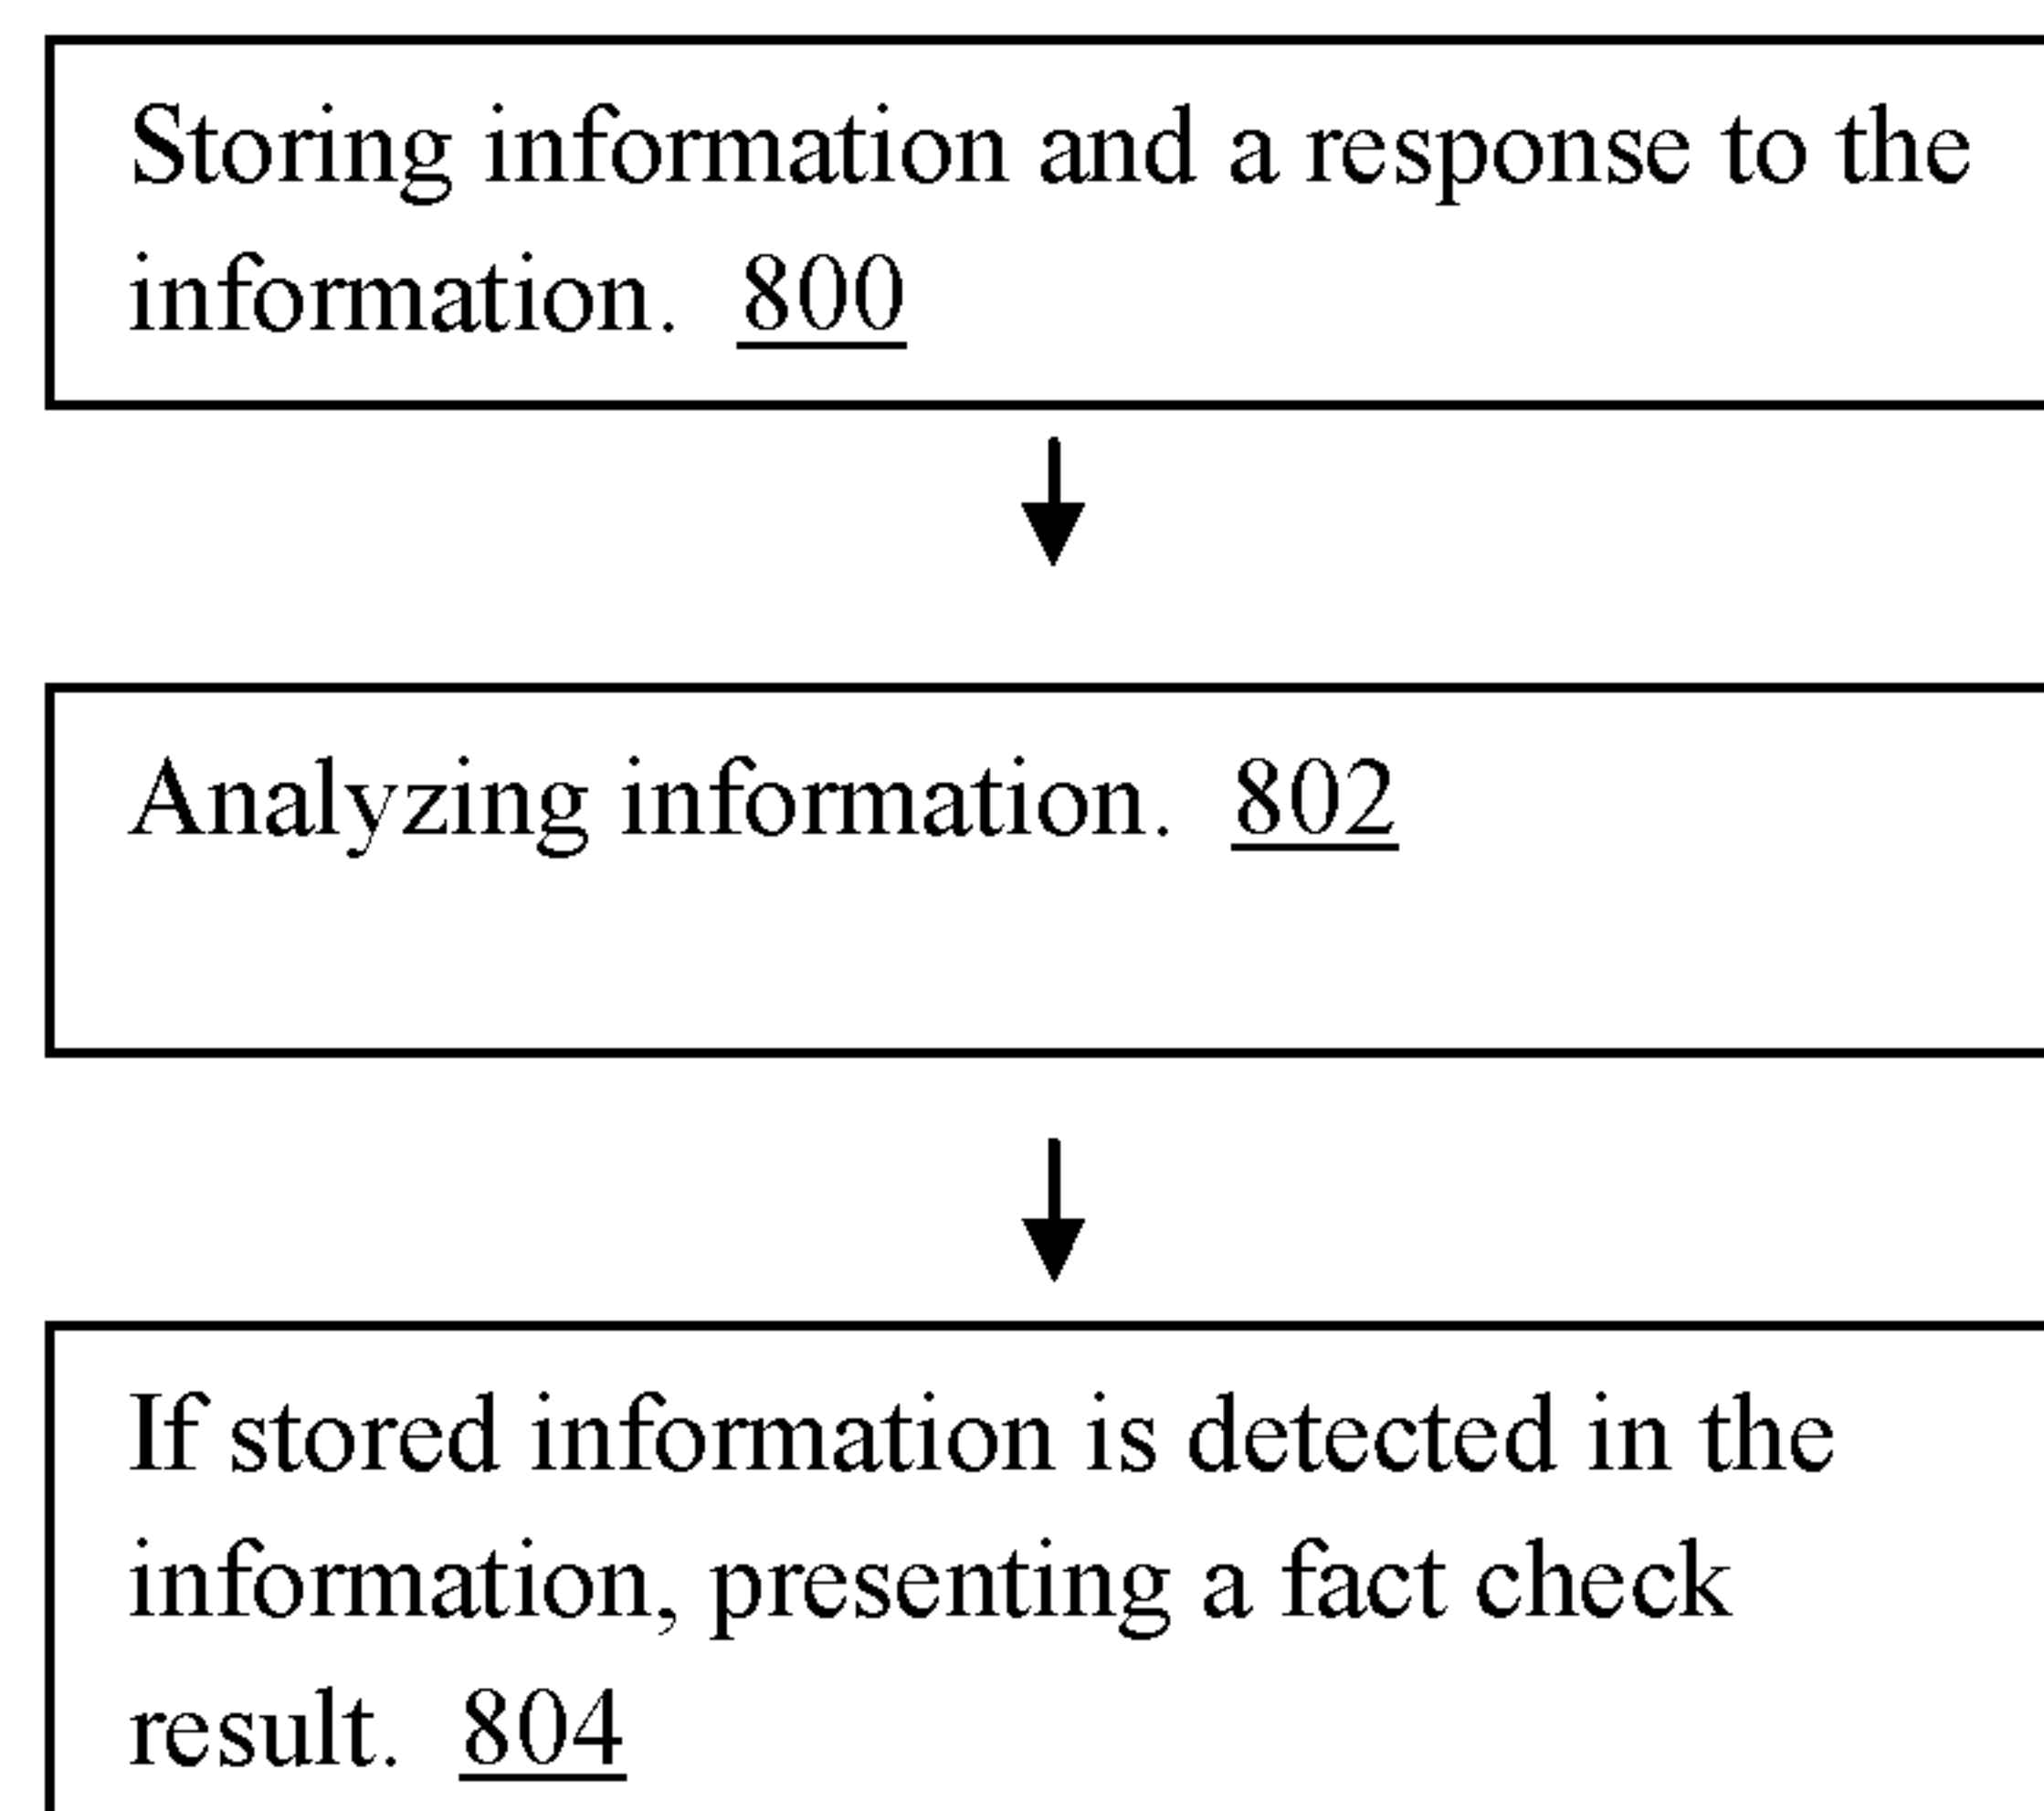 Storing information and a response to the
information. 800
Analyzing information. 802
If stored information is detected in the
information, presenting a fact check
result. 804